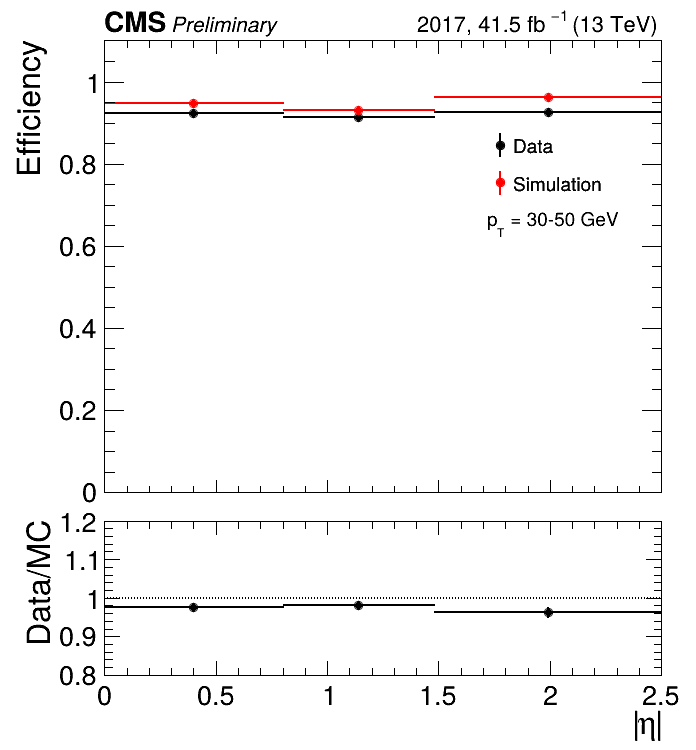 CMS Preliminary 2017, 41.5 fb⁻¹ (13 TeV)
Efficiency
1
0.8
0.6
0.4
0.2
0
Data
Simulation
p_T = 30-50 GeV
Data/MC
1.2
1.1
1
0.9
0.8
0 0.5 1 1.5 2 2.5
|η|